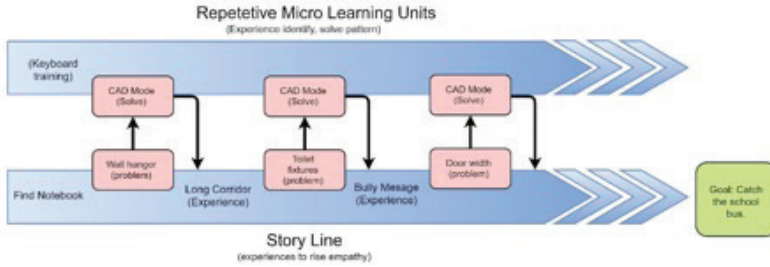 Repetetive Micro Learning Units
(Experience identify, solve pattern)
(Keyboard
training)
CAD Mode
(Solve)
CAD Mode
(Solve)
CAD Mode
(Solve)
Wall hanger
(problem)
Toilet
fixtures
(problem)
Door width
(problem)
Find Notebook
Long Corridor
(Experience)
Bully Mesage
(Experience)
Goal: Catch
the school
bus.
Story Line
(experiences to rise empathy)